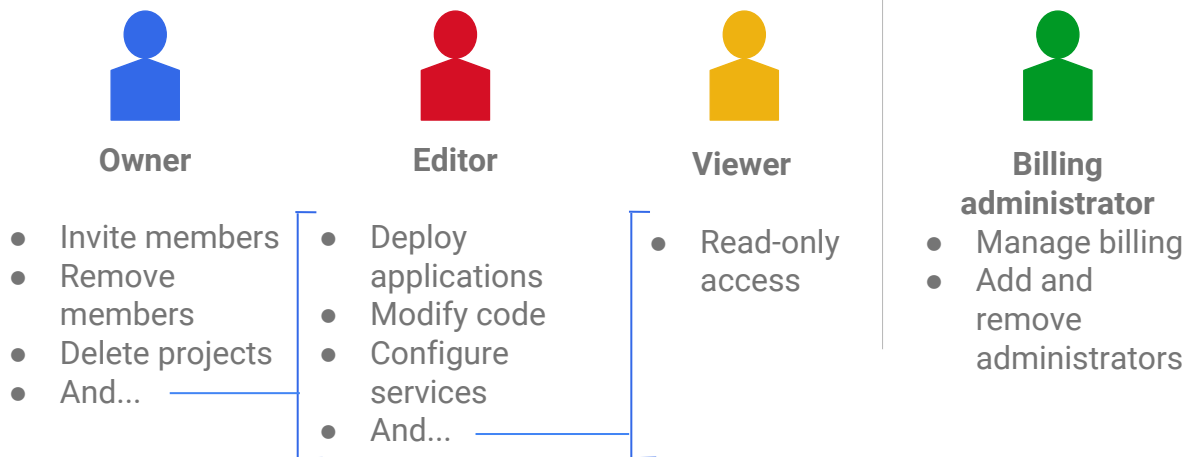 Owner
● Invite members
● Remove
members
● Delete projects
● And...
Editor
● Deploy
applications
● Modify code
● Configure
services
● And...
Viewer
● Read-only
access
Billing
administrator
● Manage billing
● Add and
remove
administrators